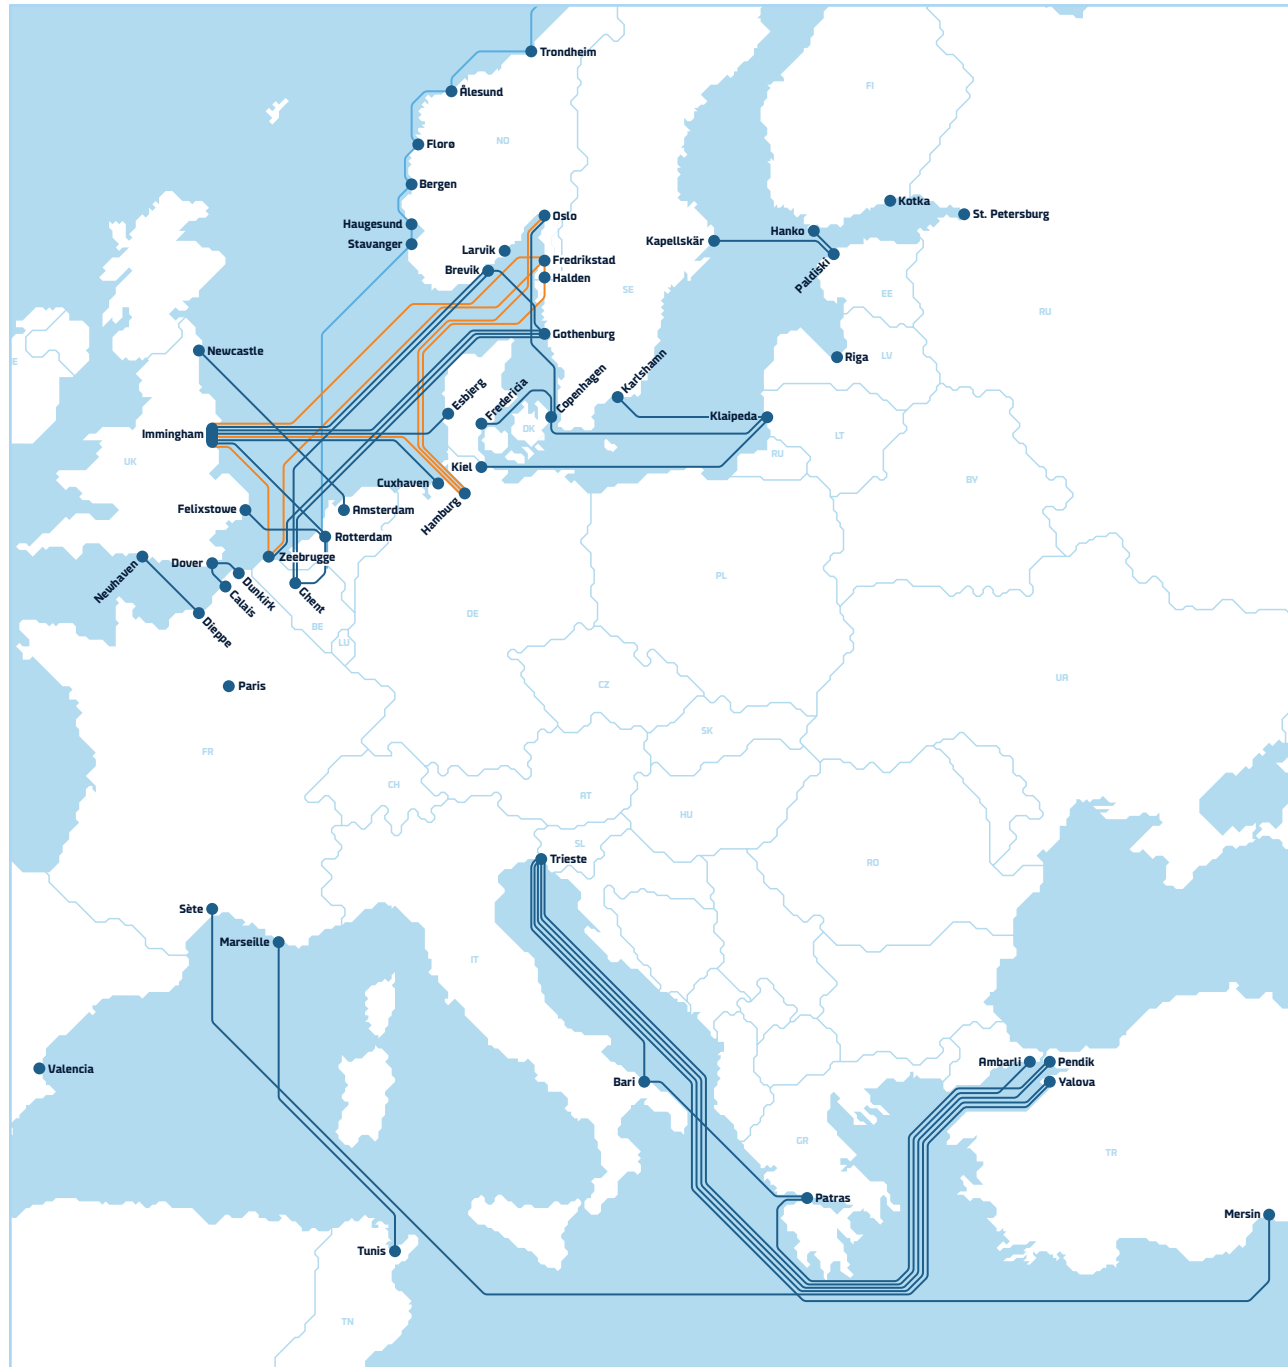 Trondheim
Ålesund
FI
NO
Florø
Bergen
Kotka
Oslo
St. Petersburg
Haugesund
Hanko
Stavanger
Kapellskär
Larvik
Fredrikstad
Paldiski
Brevik
Halden
SE
EE
RU
Gothenburg
Newcastle
Riga
LV
E
Esbjerg
Fredericia
Copenhagen
Karlshamn
Klaipeda
Immingham
DK
LT
RU
UK
Kiel
BY
Cuxhaven
Hamburg
Felixstowe
Amsterdam
Rotterdam
Zeebrugge
Dover
Newhaven
Dunkirk
Calais
Ghent
PL
Dieppe
BE
DE
LU
UA
Paris
CZ
SK
FR
CH
AT
HU
SL
Trieste
RO
Sète
Marseille
IT
Ambarli
Pendik
Valencia
Bari
Yalova
GR
TR
Patras
Mersin
Tunis
TN